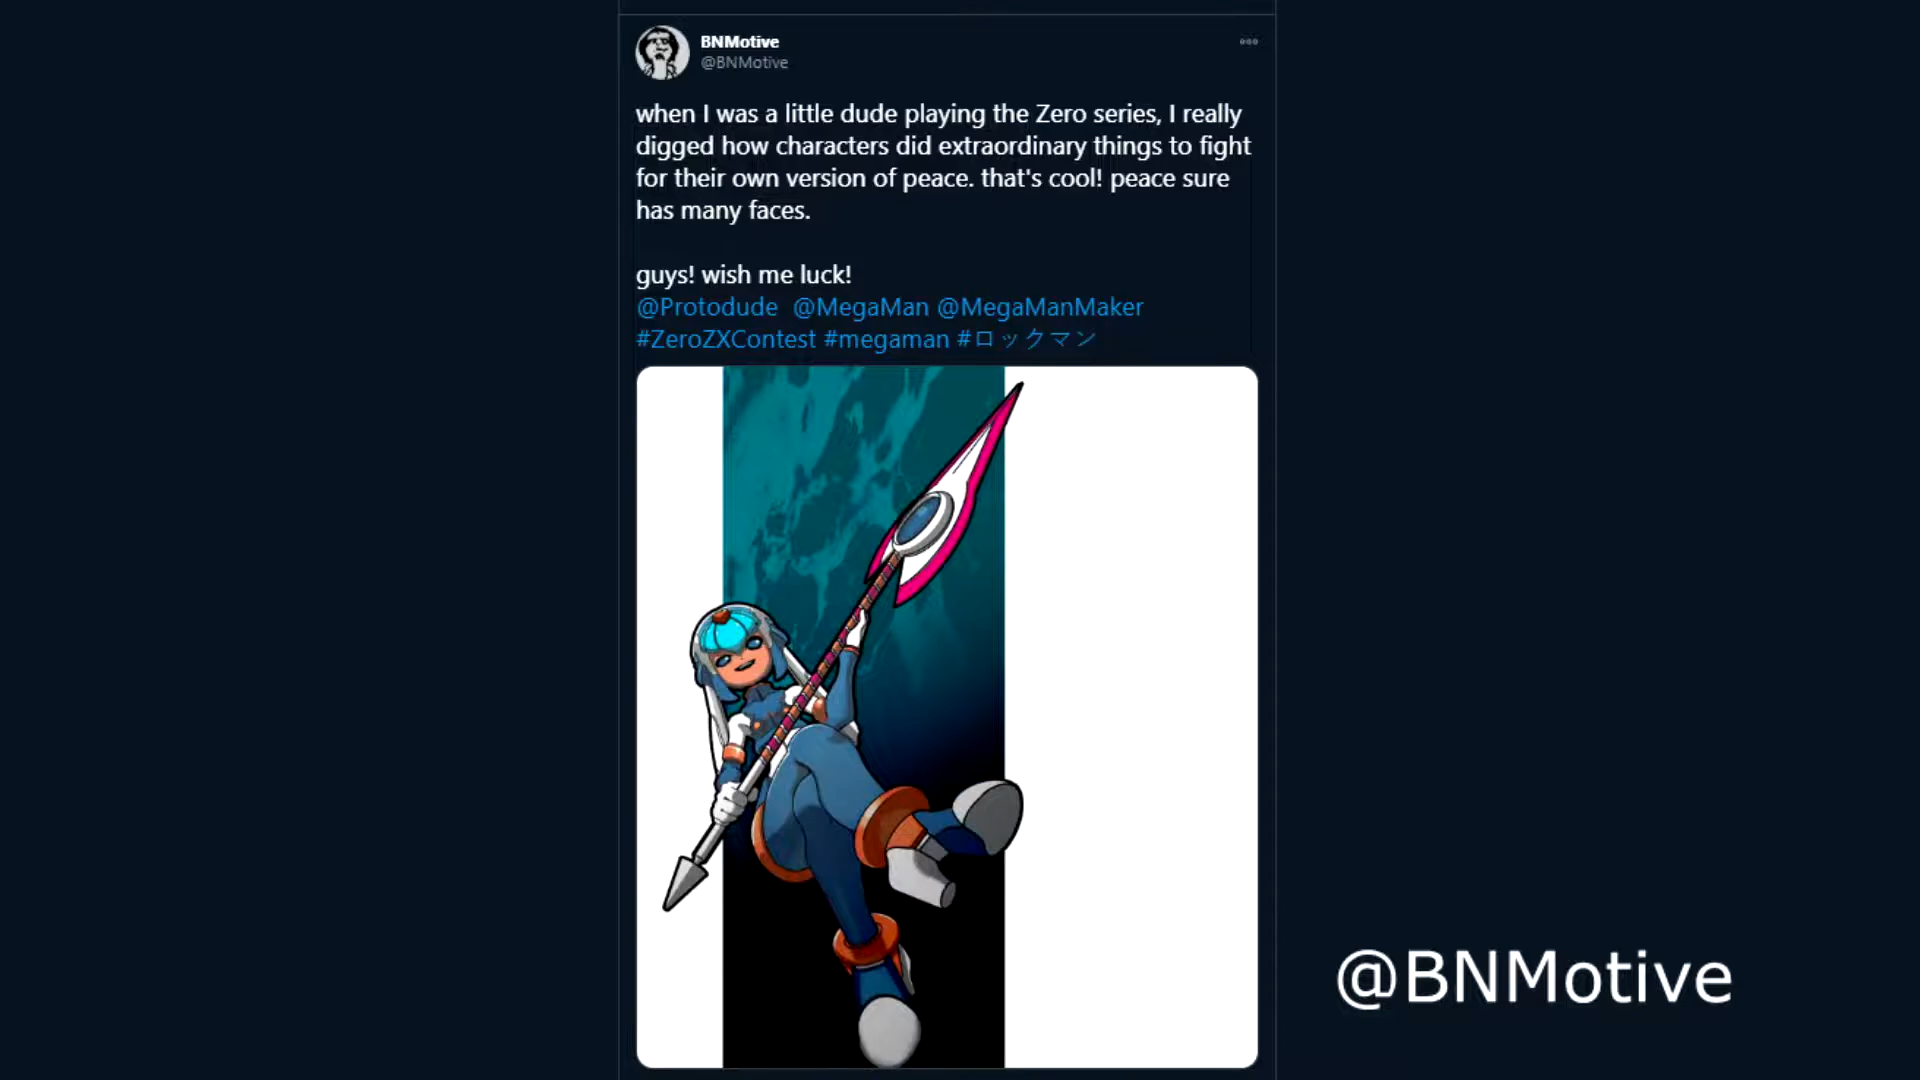 BNMotive
@BNMotive
when I was a little dude playing the Zero series, I really
digged how characters did extraordinary things to fight
for their own version of peace. that's cool! peace sure
has many faces.
guys! wish me luck!
@Protodude @MegaMan @MegaManMaker
#ZeroZXContest #megaman #ロックマン
@BNMotive